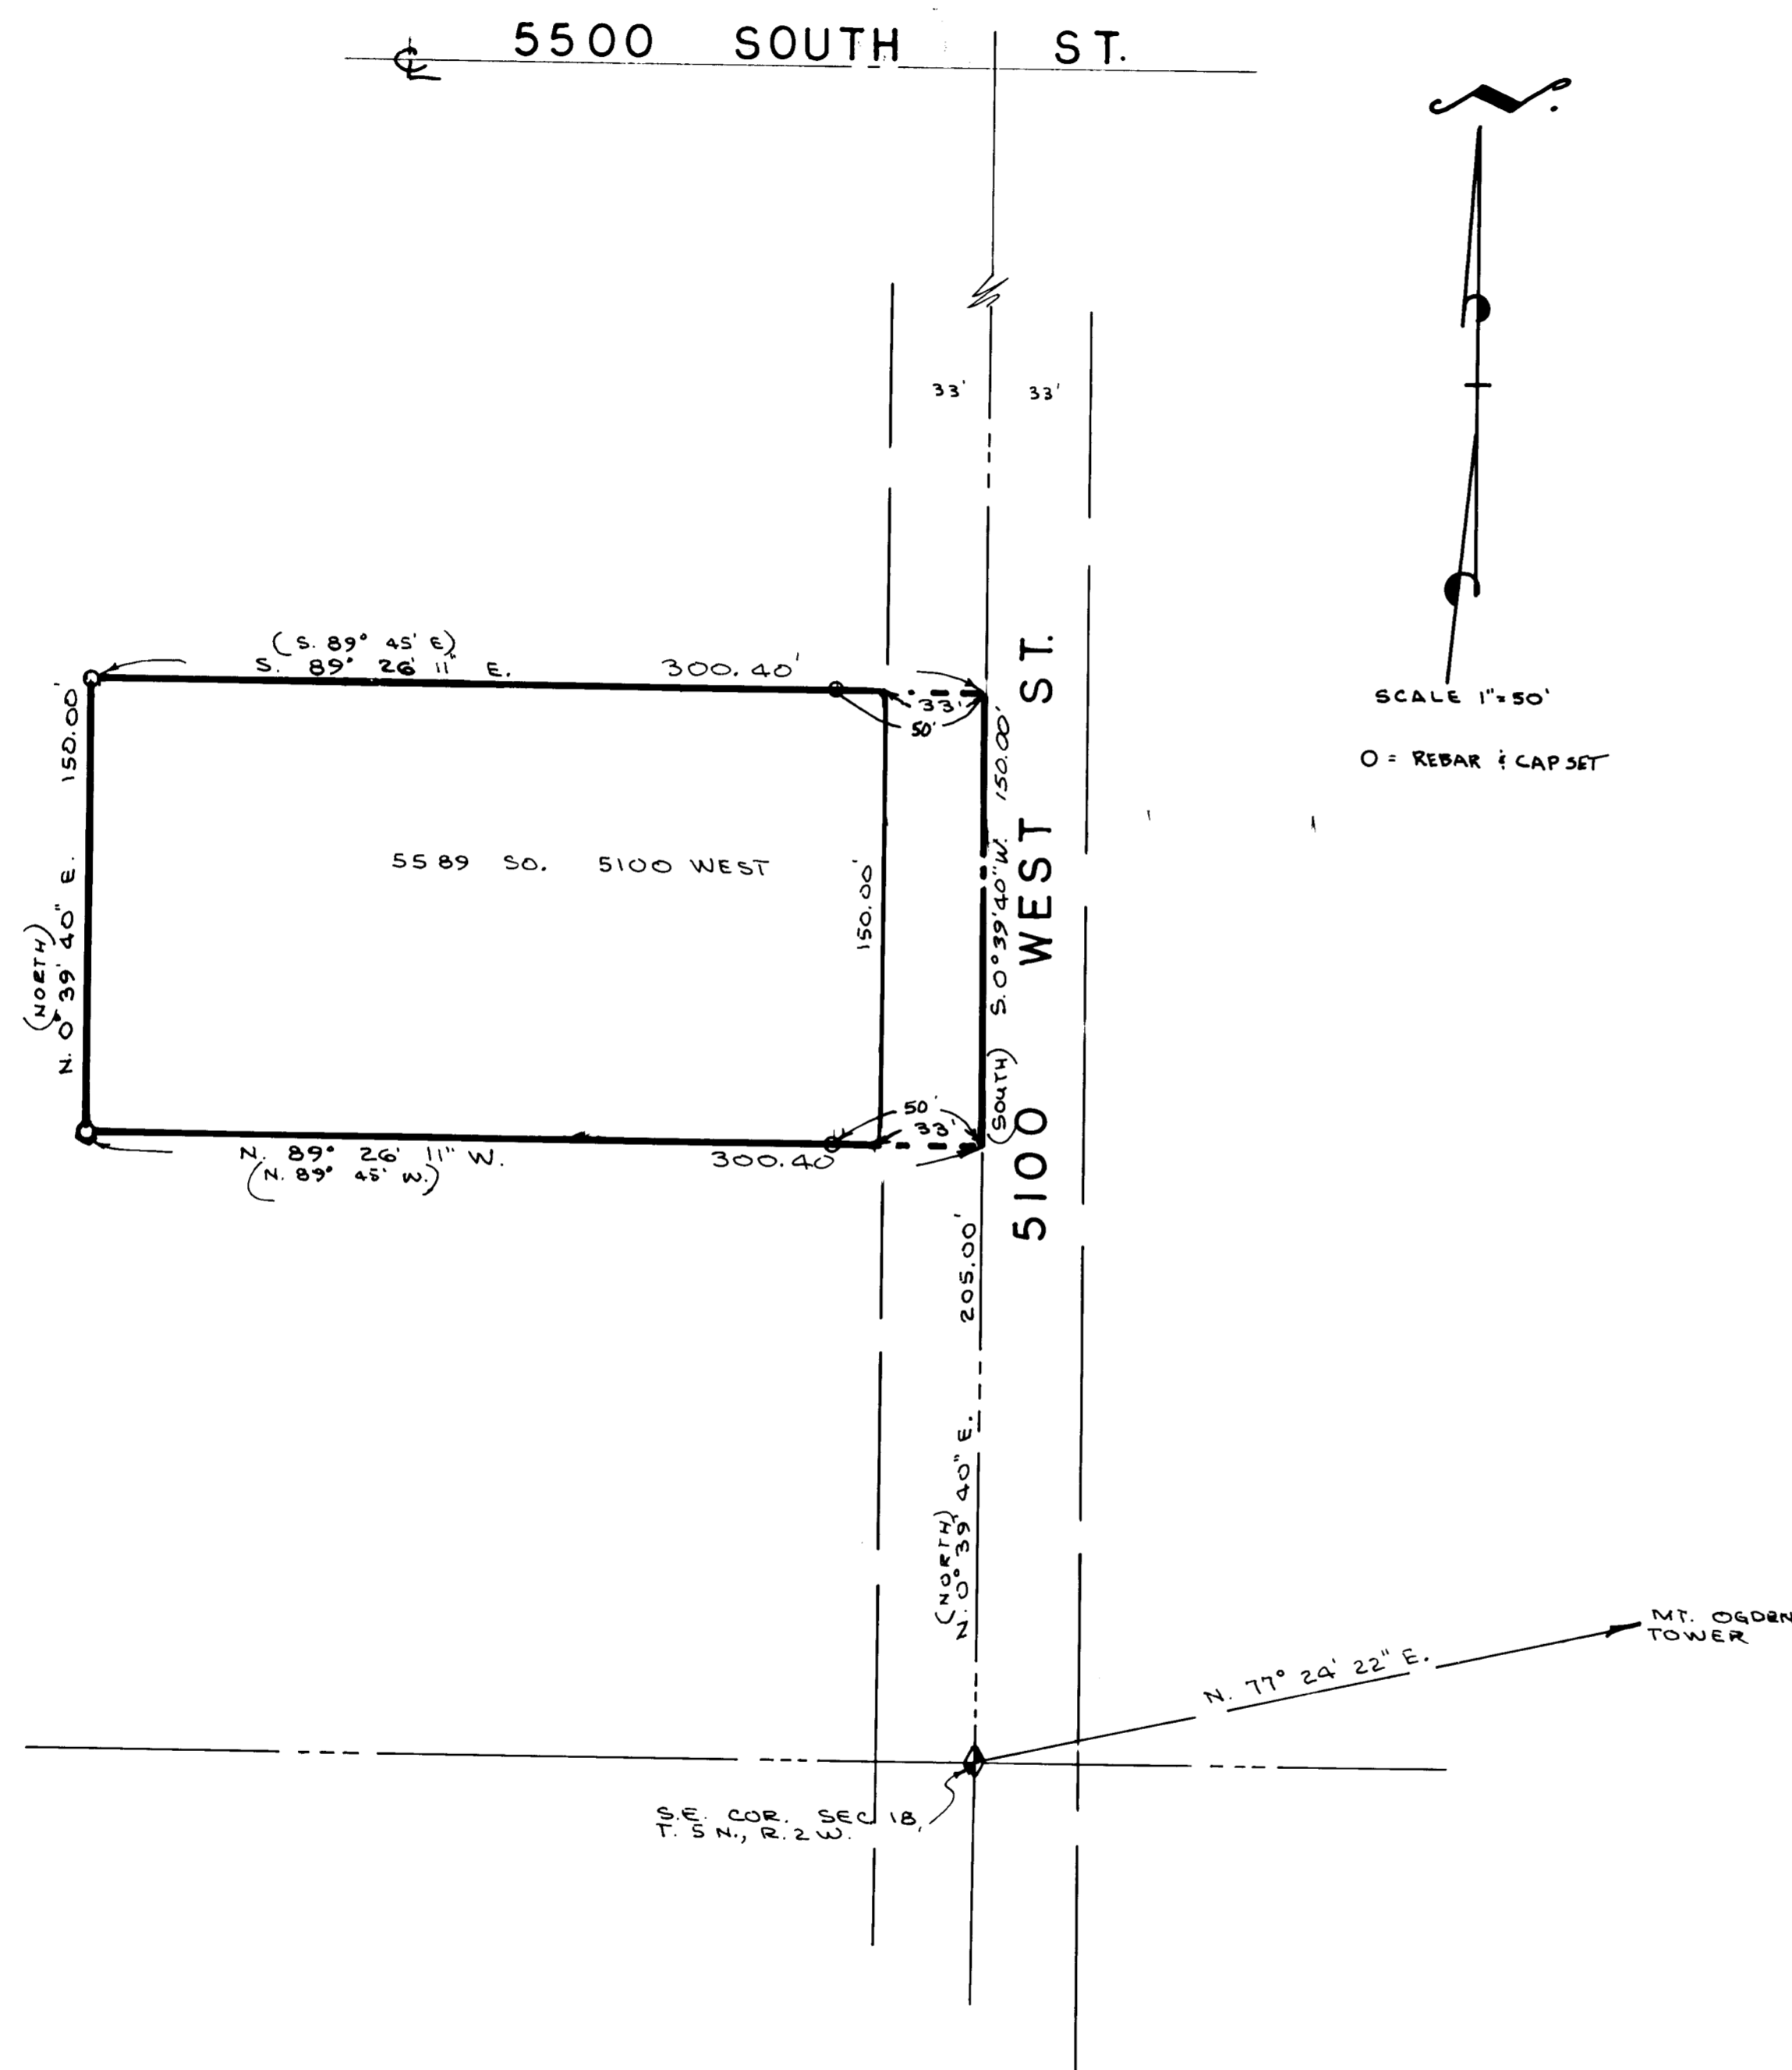 5500 SOUTH ST.
N.
33'
33'
(S. 89° 45' E)
S. 89° 26' 11" E. 300.40'
33'
50'
SCALE 1"=50'
O = REBAR & CAP SET
150.00'
N. 0° 39' 40" E.
(NORTH)
5589 SO. 5100 WEST
150.00'
S. 0° 39' 40" W. 150.00'
(SOUTH)
5100 WEST ST.
50'
33'
N. 89° 26' 11" W. 300.40'
(N. 89° 45' W.)
205.00'
N. 0° 39' 40" E.
(NORTH)
N. 77° 24' 22" E.
MT. OGDEN
TOWER
S.E. COR. SEC 18,
T. 5 N., R. 2 W.